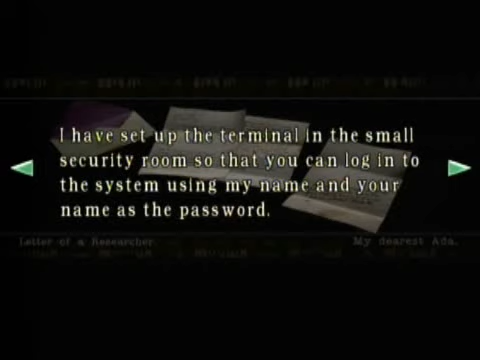 I have set up the terminal in the small
security room so that you can log in to
the system using my name and your
name as the password.
Letter of a Researcher
My dearest Ada.